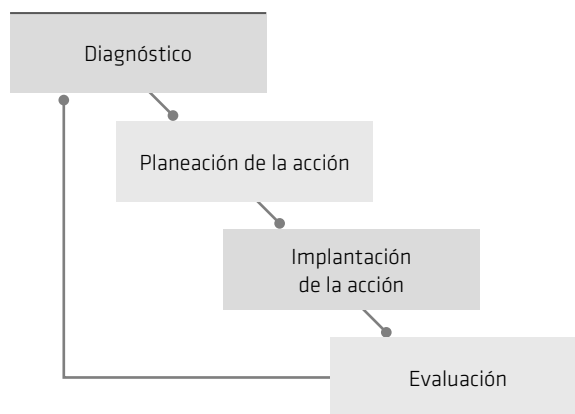 Diagnóstico
Planeación de la acción
Implantación
de la acción
Evaluación